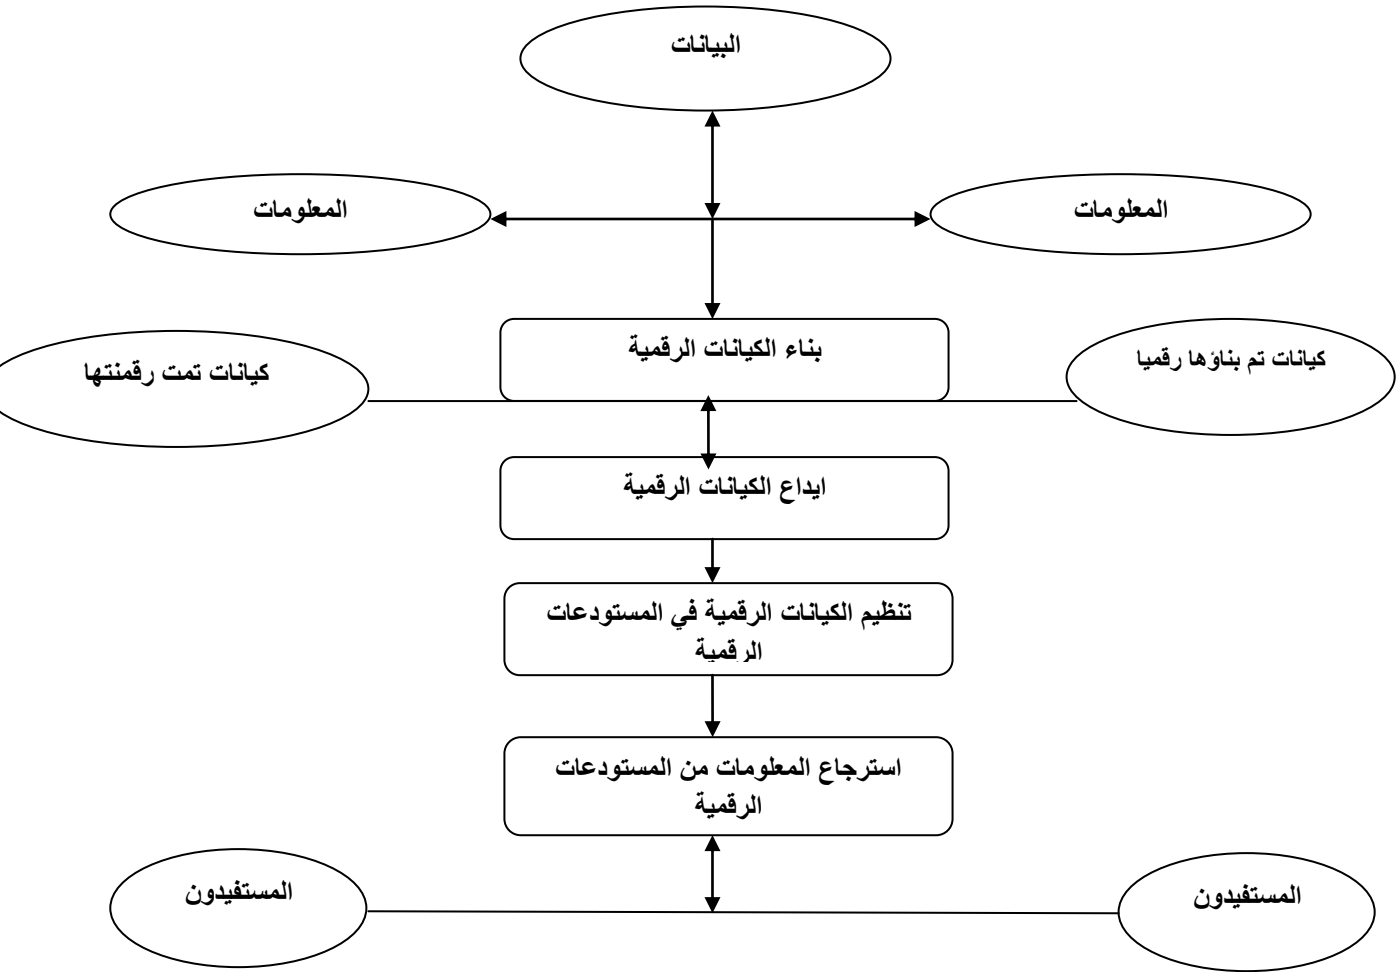 البيانات
المعلومات
المعلومات
بناء الكيانات الرقمية
كيانات تم بناؤها رقميا
كيانات تمت رقمنتها
ايداع الكيانات الرقمية
تنظيم الكيانات الرقمية في المستودعات
الرقمية
استرجاع المعلومات من المستودعات
الرقمية
المستفيدون
المستفيدون